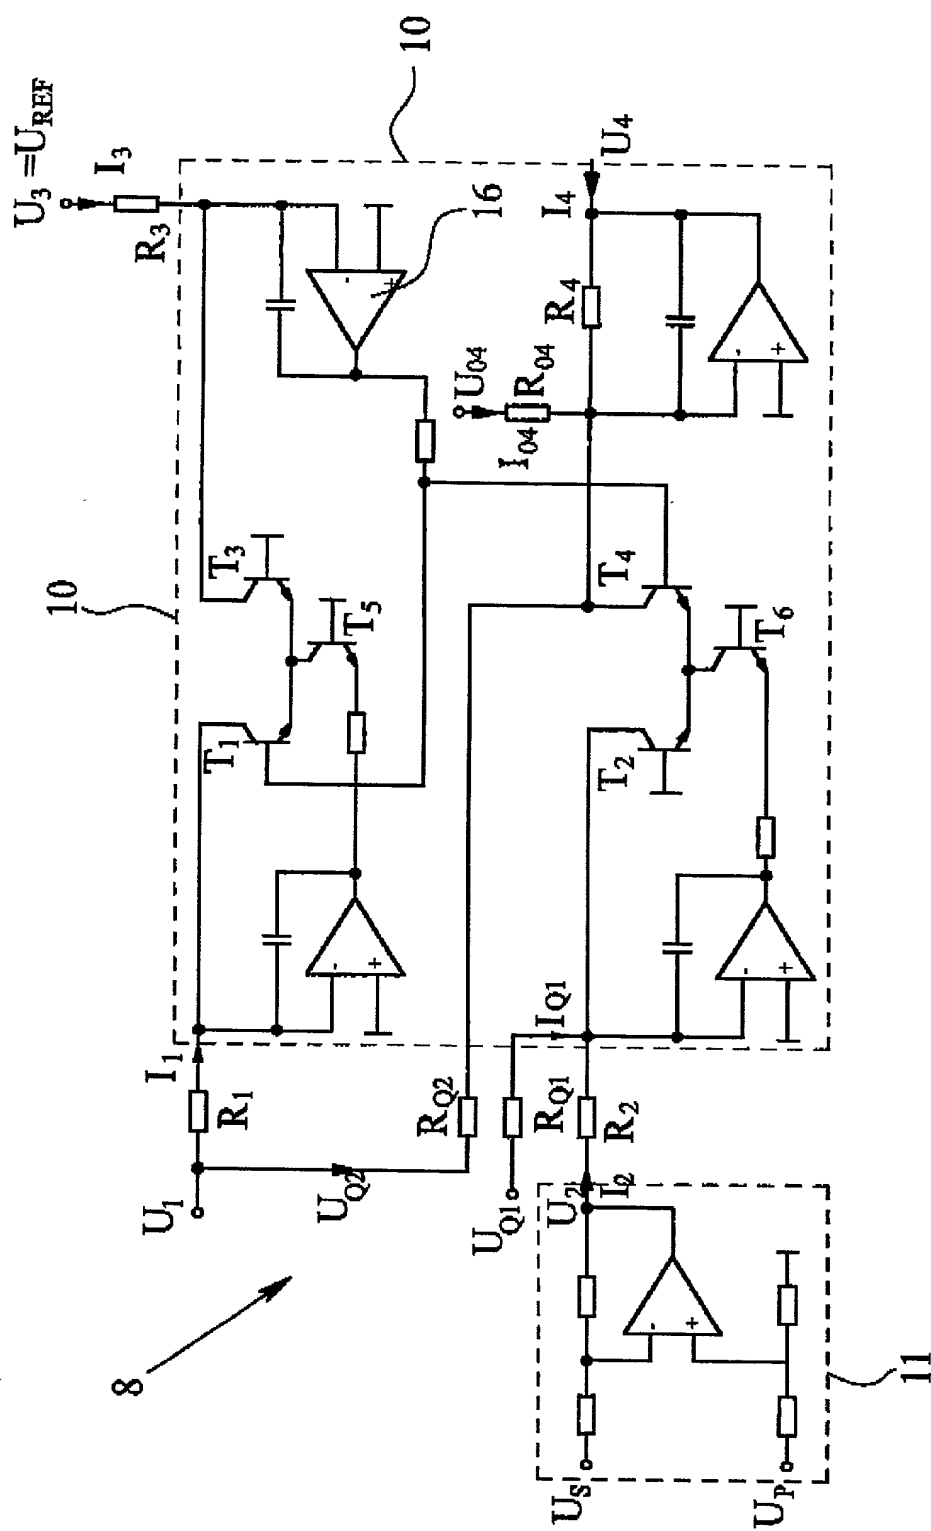 8
10
10
11
16
U3 =UREF
I3
R3
U1
I1
R1
T1
T3
T5
UQ2
RQ2
UQ1
RQ1
IQ1
U2
I2
R2
T2
T4
T6
U04
R04
I04
R4
I4
U4
US
UP
-
+
-
+
-
+
-
+
-
+